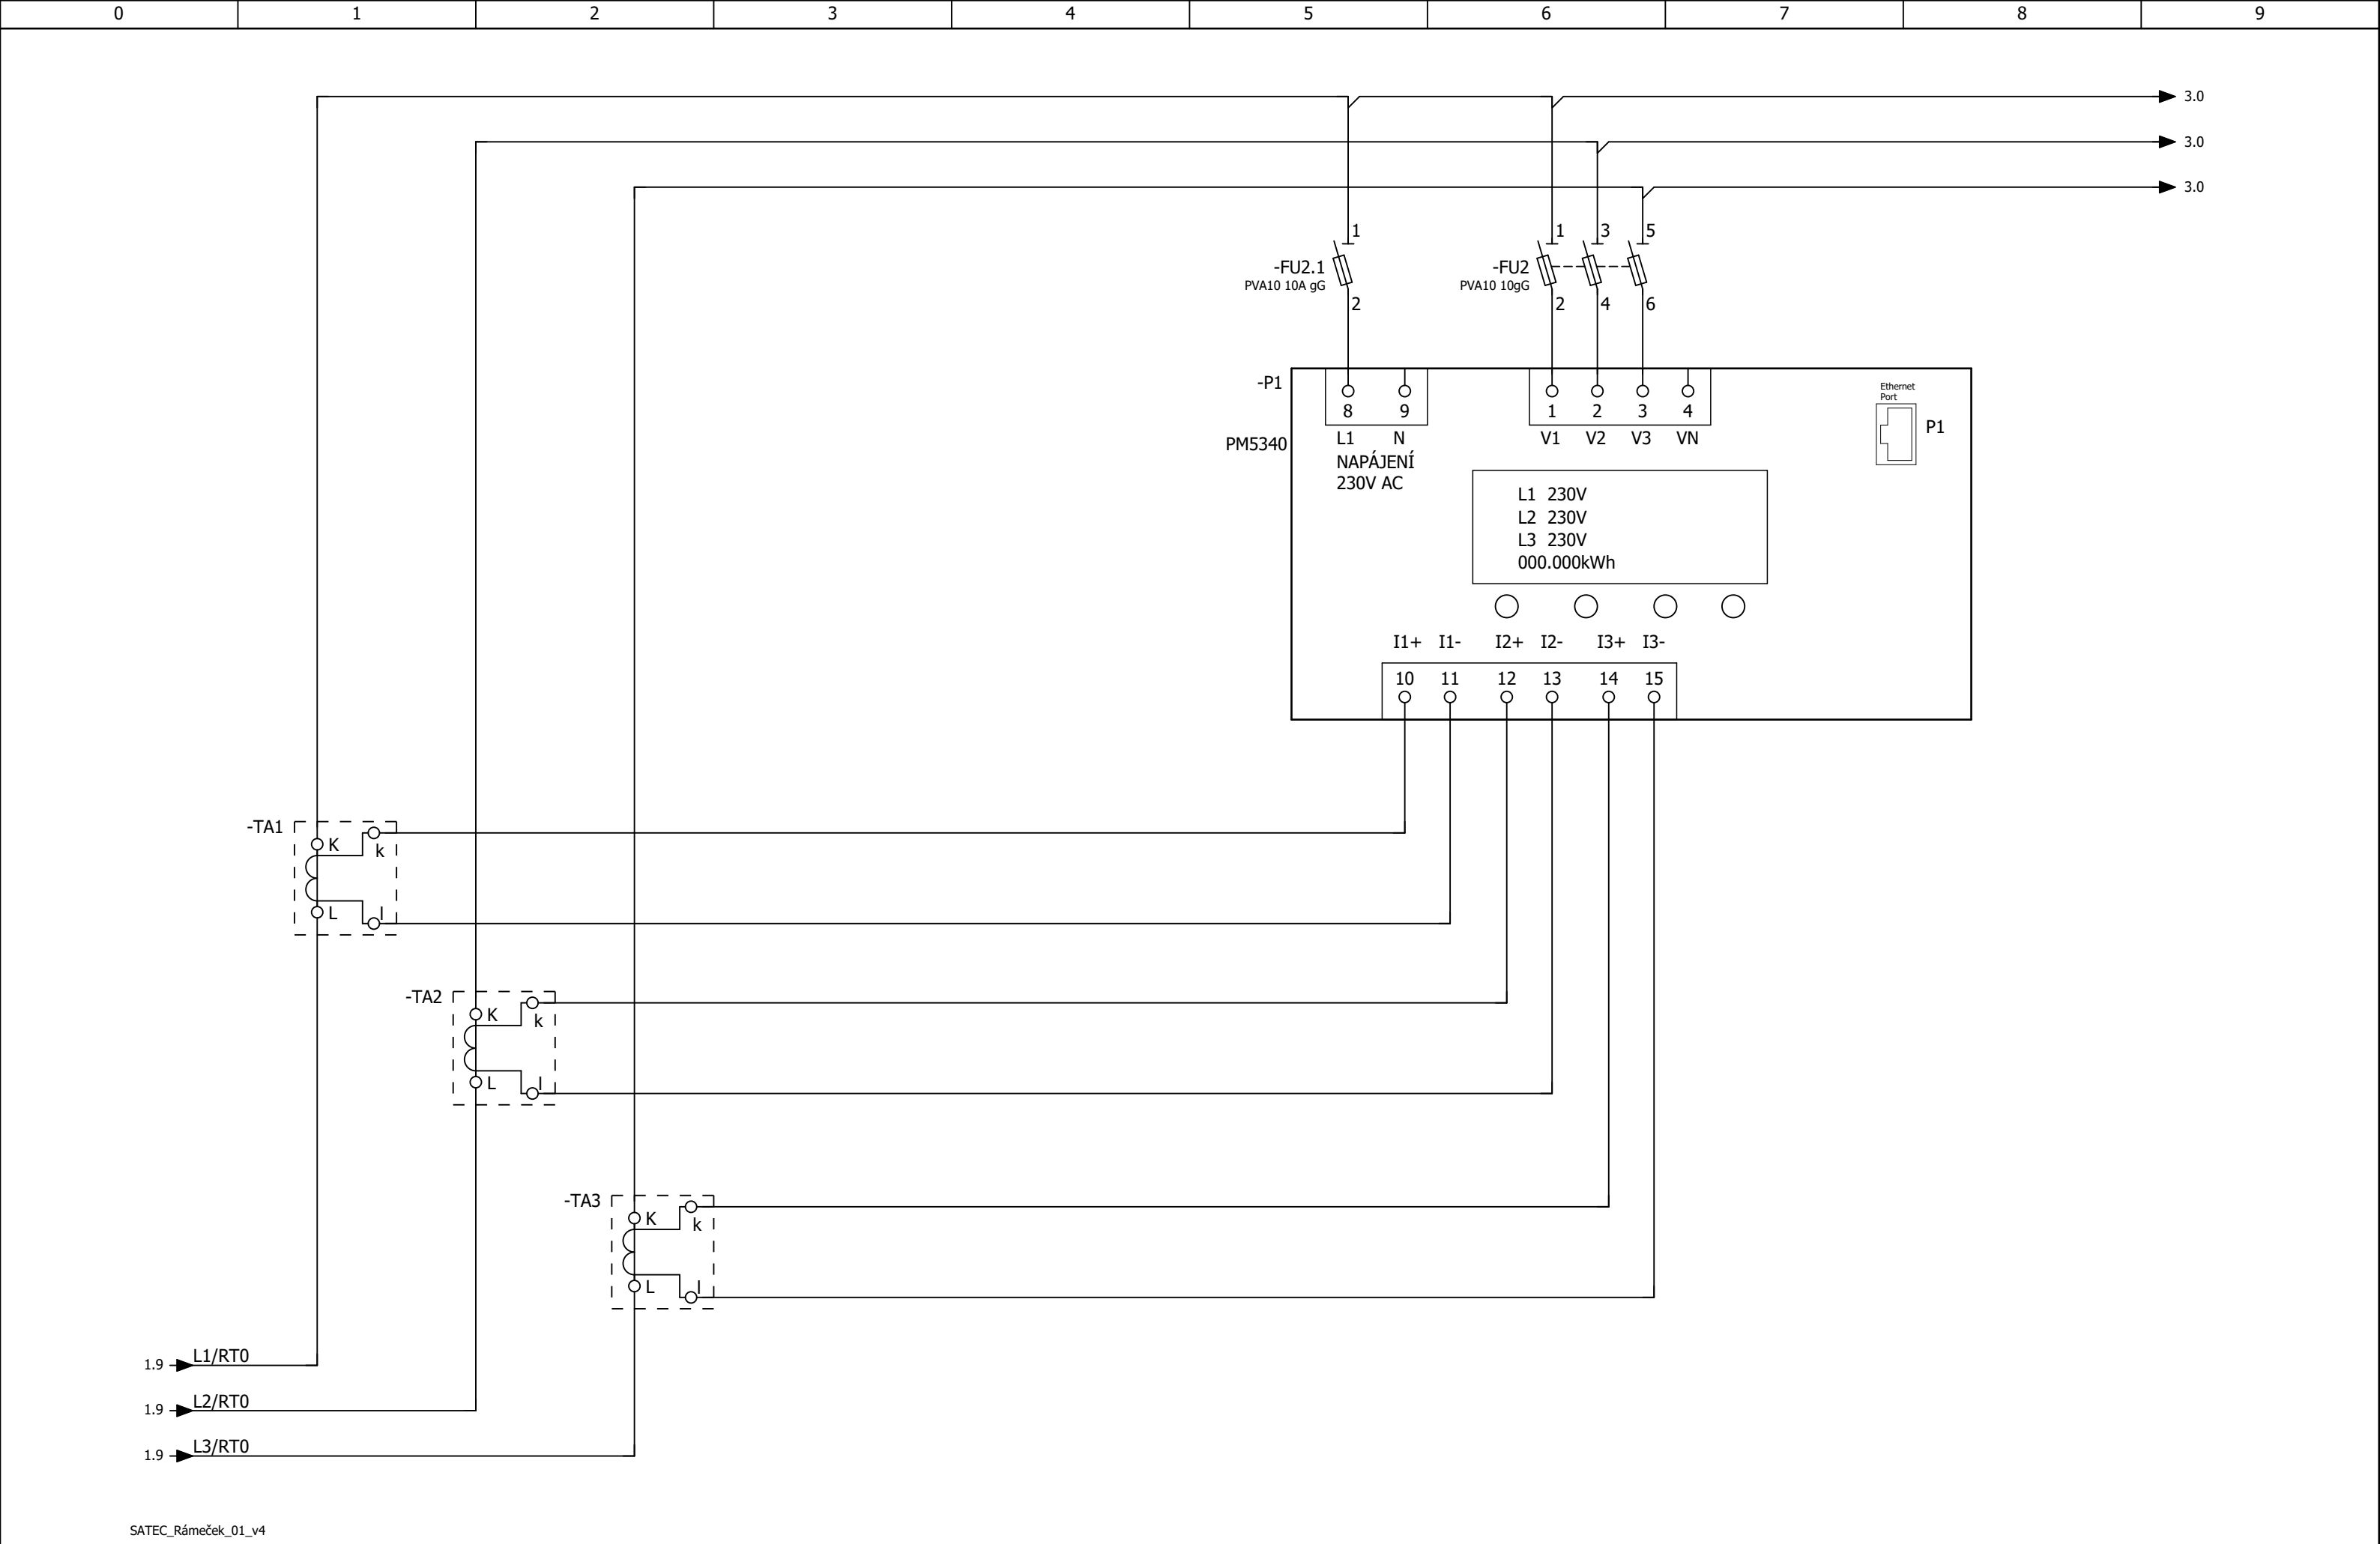 0 1 2 3 4 5 6 7 8 9
3.0
3.0
3.0
1 1 3 5
-FU2.1 -FU2
PVA10 10A gG PVA10 10gG
2 2 4 6
-P1
Ethernet
Port
8 9 1 2 3 4
P1
PM5340
L1 N V1 V2 V3 VN
NAPÁJENÍ
230V AC
L1 230V
L2 230V
L3 230V
000.000kWh
I1+ I1- I2+ I2- I3+ I3-
10 11 12 13 14 15
-TA1
K k
L l
-TA2
K k
L l
-TA3
K k
L l
1.9 L1/RT0
1.9 L2/RT0
1.9 L3/RT0
SATEC_Rámeček_01_v4